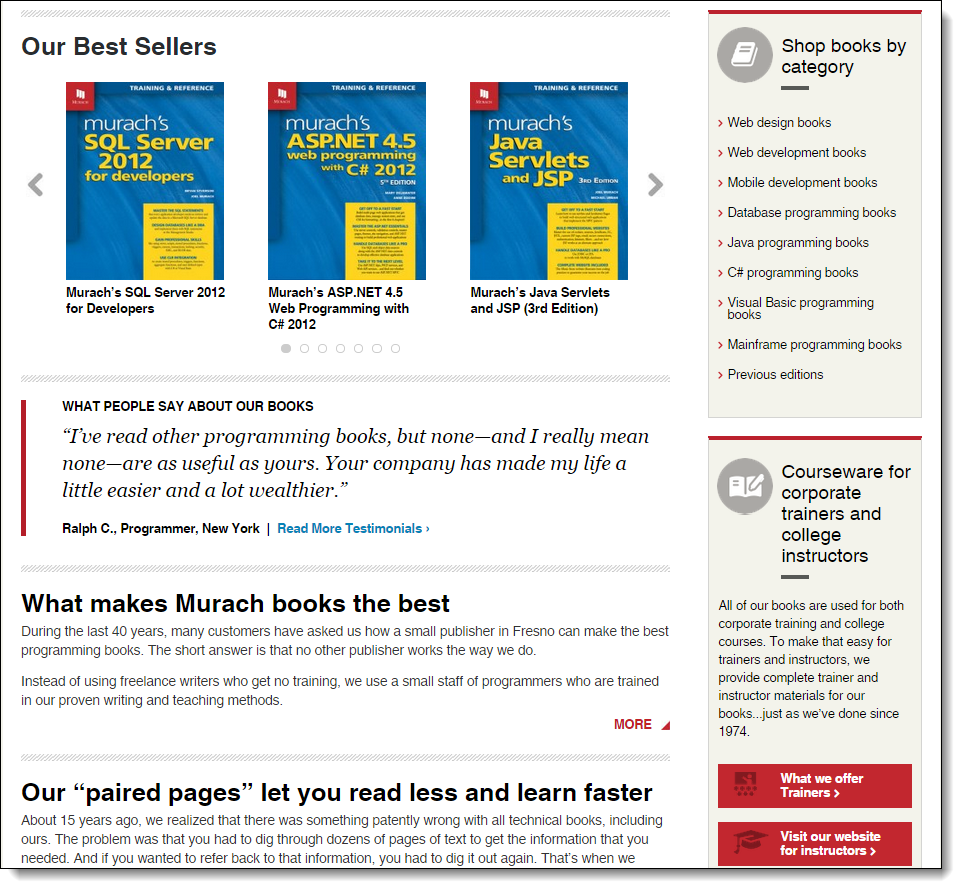 Our Best Sellers
TRAINING & REFERENCE
MURACH
murach's
SQL Server
2012
for developers
TRAINING & REFERENCE
MURACH
murach's
ASP.NET 4.5
web programming
with C# 2012
5TH EDITION
TRAINING & REFERENCE
MURACH
murach's
Java
Servlets
and JSP 3RD EDITION
Murach's SQL Server 2012
for Developers
Murach's ASP.NET 4.5
Web Programming with
C# 2012
Murach's Java Servlets
and JSP (3rd Edition)
WHAT PEOPLE SAY ABOUT OUR BOOKS
“I've read other programming books, but none—and I really mean
none—are as useful as yours. Your company has made my life a
little easier and a lot wealthier.”
Ralph C., Programmer, New York | Read More Testimonials ›
What makes Murach books the best
During the last 40 years, many customers have asked us how a small publisher in Fresno can make the best
programming books. The short answer is that no other publisher works the way we do.
Instead of using freelance writers who get no training, we use a small staff of programmers who are trained
in our proven writing and teaching methods.
MORE
Our “paired pages” let you read less and learn faster
About 15 years ago, we realized that there was something patently wrong with all technical books, including
ours. The problem was that you had to dig through dozens of pages of text to get the information that you
needed. And if you wanted to refer back to that information, you had to dig it out again. That's when we
Shop books by
category
› Web design books
› Web development books
› Mobile development books
› Database programming books
› Java programming books
› C# programming books
› Visual Basic programming
books
› Mainframe programming books
› Previous editions
Courseware for
corporate
trainers and
college
instructors
All of our books are used for both
corporate training and college
courses. To make that easy for
trainers and instructors, we
provide complete trainer and
instructor materials for our
books...just as we've done since
1974.
What we offer
Trainers ›
Visit our website
for instructors ›